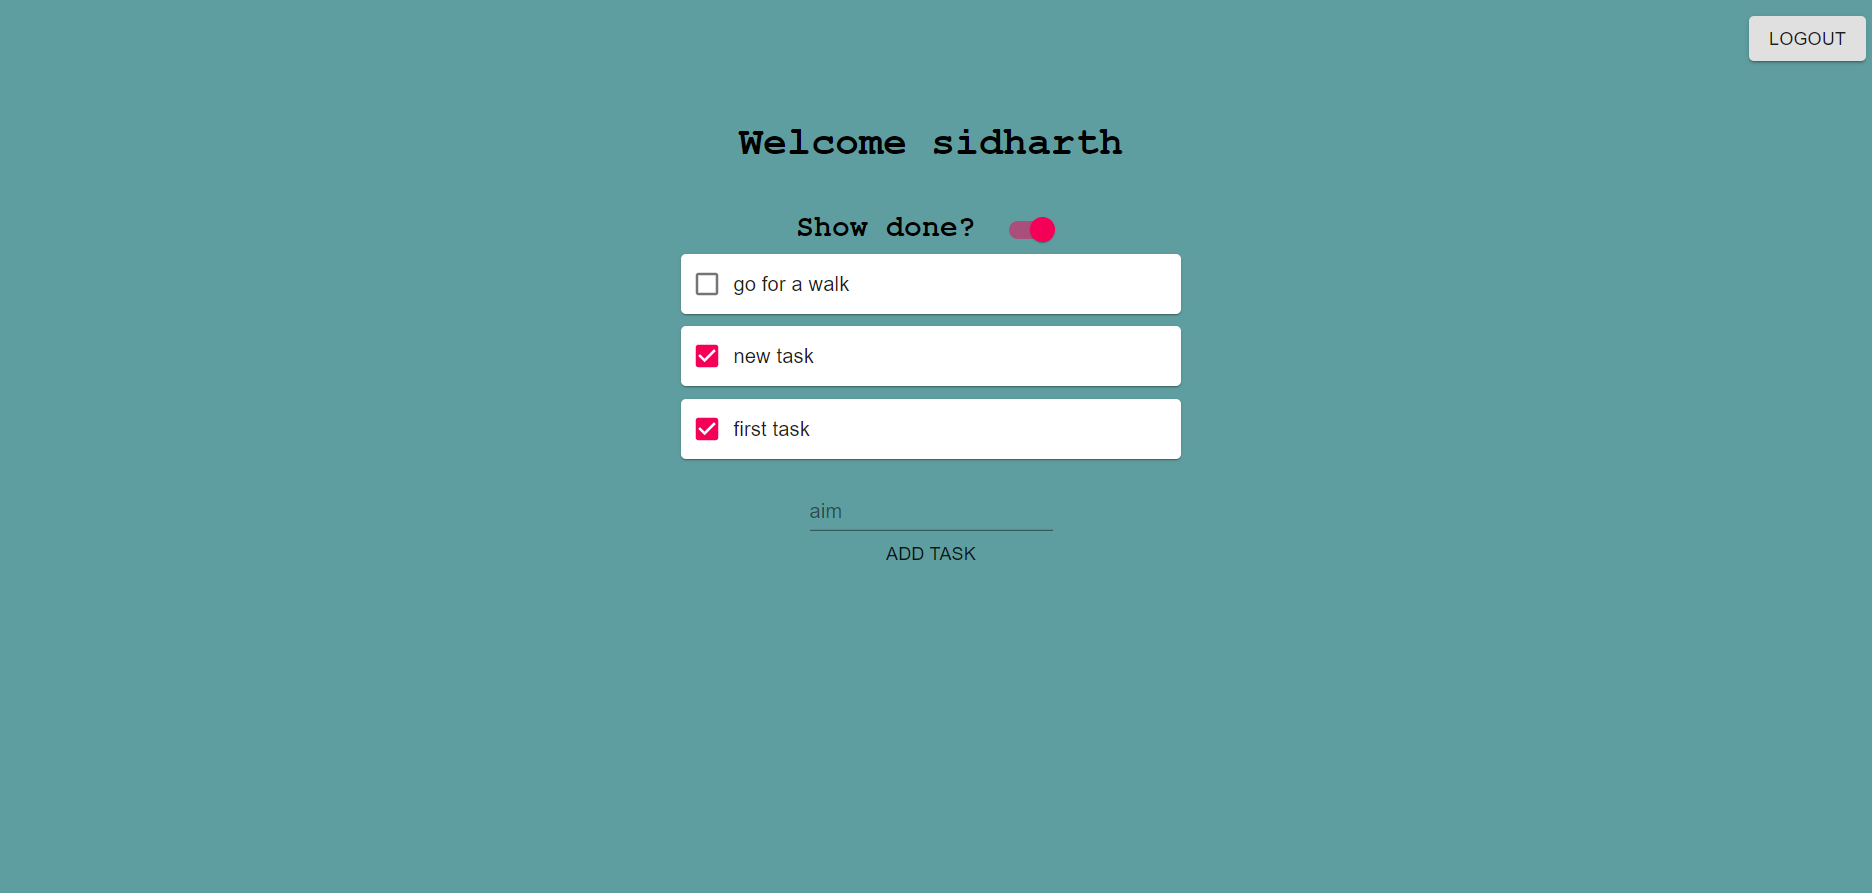 LOGOUT
Welcome sidharth
Show done?
go for a walk
new task
first task
aim
ADD TASK